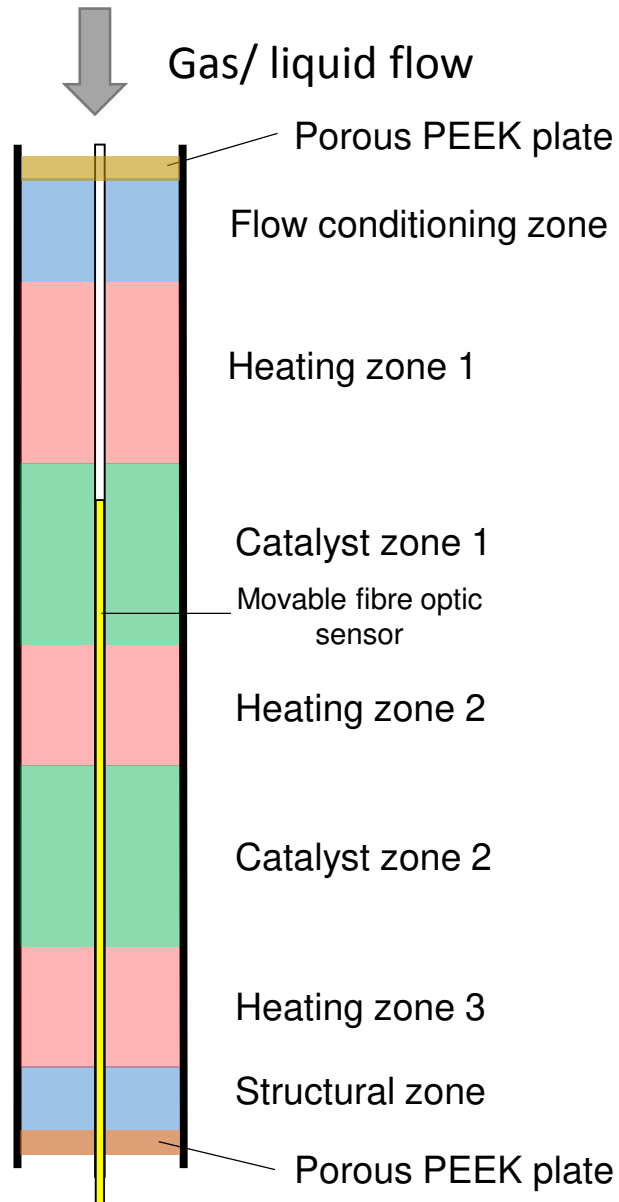 Gas/ liquid flow
Porous PEEK plate
Flow conditioning zone
Heating zone 1
Catalyst zone 1
Movable fibre optic
sensor
Heating zone 2
Catalyst zone 2
Heating zone 3
Structural zone
Porous PEEK plate